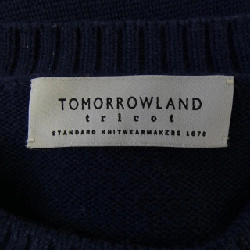 TOMORROWLAND
tricot
STANDARD KNITWEARMAKERS 1978